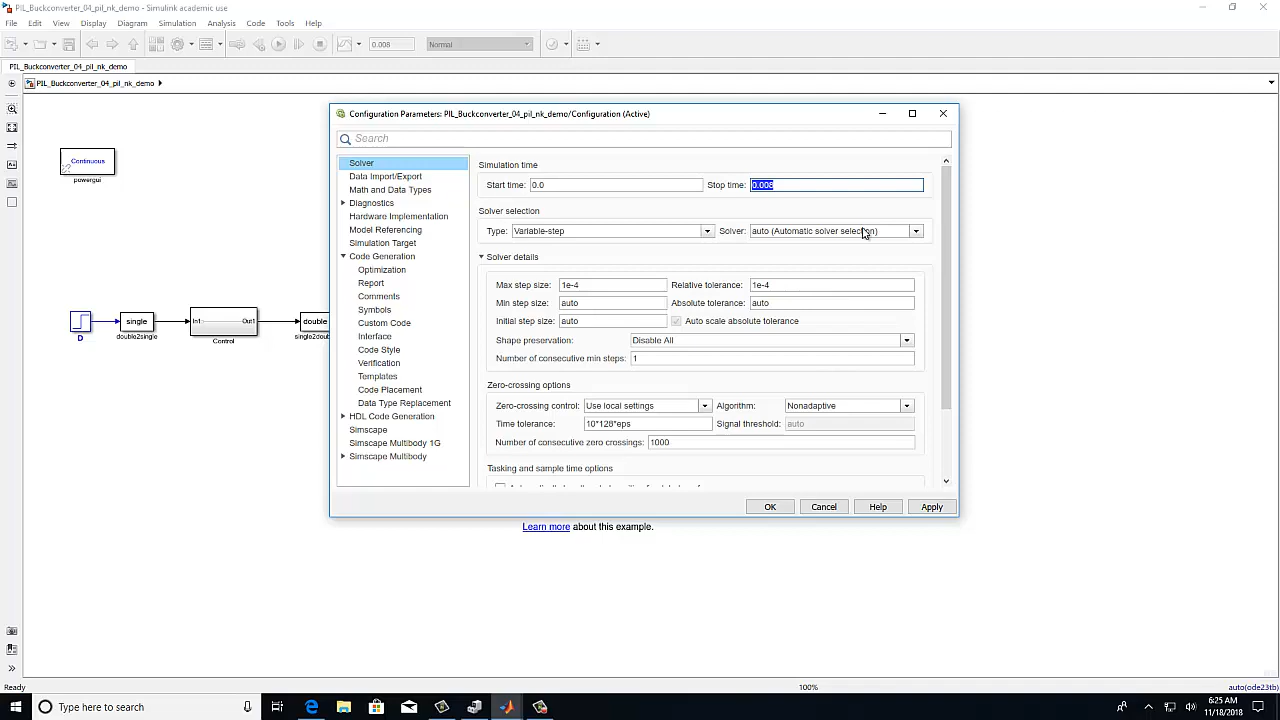 PIL_Buckconverter_04_pil_nk_demo - Simulink academic use
File Edit View Display Diagram Simulation Analysis Code Tools Help
0.008 Normal
PIL_Buckconverter_04_pil_nk_demo
PIL_Buckconverter_04_pil_nk_demo
Continuous
powergui
D
single
double2single
In1 Out1
Control
double
Configuration Parameters: PIL_Buckconverter_04_pil_nk_demo/Configuration (Active)
Search
Solver
Data Import/Export
Math and Data Types
Diagnostics
Hardware Implementation
Model Referencing
Simulation Target
Code Generation
Optimization
Report
Comments
Symbols
Custom Code
Interface
Code Style
Verification
Templates
Code Placement
Data Type Replacement
HDL Code Generation
Simscape
Simscape Multibody 1G
Simscape Multibody
Simulation time
Start time: 0.0 Stop time: 0.008
Solver selection
Type: Variable-step Solver: auto (Automatic solver selection)
Solver details
Max step size: 1e-4 Relative tolerance: 1e-4
Min step size: auto Absolute tolerance: auto
Initial step size: auto Auto scale absolute tolerance
Shape preservation: Disable All
Number of consecutive min steps: 1
Zero-crossing options
Zero-crossing control: Use local settings Algorithm: Nonadaptive
Time tolerance: 10*128*eps Signal threshold: auto
Number of consecutive zero crossings: 1000
Tasking and sample time options
OK Cancel Help Apply
Learn more about this example.
Ready 100% auto(ode23tb)
Type here to search
6:25 AM
11/18/2018